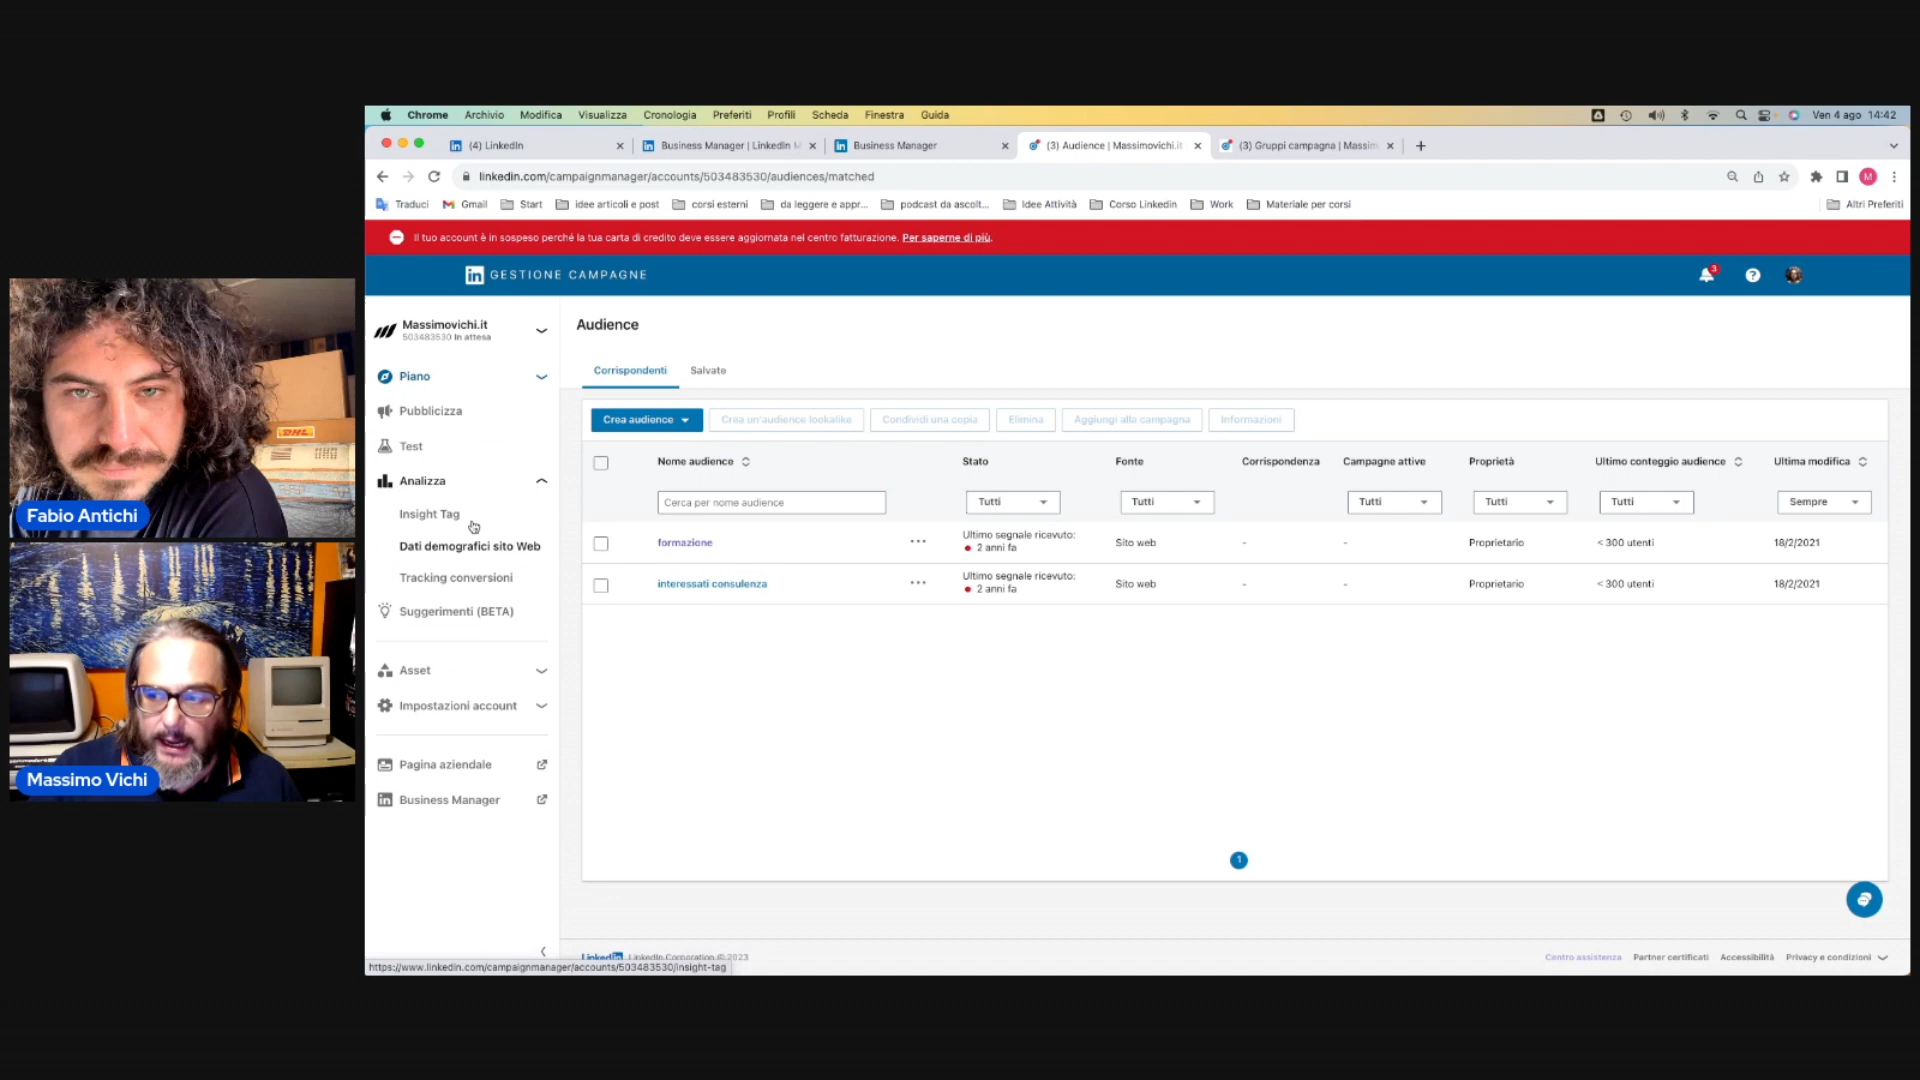 Chrome Archivio Modifica Visualizza Cronologia Preferiti Profili Scheda Finestra Guida Ven 4 ago 14:42
(4) LinkedIn Business Manager | LinkedIn Business Manager (3) Audience | Massimovichi.it (3) Gruppi campagna | Massim
linkedin.com/campaignmanager/accounts/503483530/audiences/matched M
Traduci Gmail Start idee articoli e post corsi esterni da leggere e appr... podcast da ascolt... Idee Attività Corso Linkedin Work Materiale per corsi Altri Preferiti
Il tuo account è in sospeso perché la tua carta di credito deve essere aggiornata nel centro fatturazione. Per saperne di più.
in GESTIONE CAMPAGNE 3
Massimovichi.it
503483530 In attesa
Piano
Pubblicizza
Test
Analizza
Insight Tag
Dati demografici sito Web
Tracking conversioni
Suggerimenti (BETA)
Asset
Impostazioni account
Pagina aziendale
Business Manager
Audience
Corrispondenti Salvate
Crea audience Crea un'audience lookalike Condividi una copia Elimina Aggiungi alla campagna Informazioni
Nome audience Stato Fonte Corrispondenza Campagne attive Proprietà Ultimo conteggio audience Ultima modifica
Cerca per nome audience Tutti Tutti Tutti Tutti Tutti Sempre
formazione ... Ultimo segnale ricevuto: 2 anni fa Sito web - - Proprietario < 300 utenti 18/2/2021
interessati consulenza ... Ultimo segnale ricevuto: 2 anni fa Sito web - - Proprietario < 300 utenti 18/2/2021
1
LinkedIn LinkedIn Corporation © 2023 Centro assistenza Partner certificati Accessibilità Privacy e condizioni
https://www.linkedin.com/campaignmanager/accounts/503483530/insight-tag
DHL
Fabio Antichi
Massimo Vichi